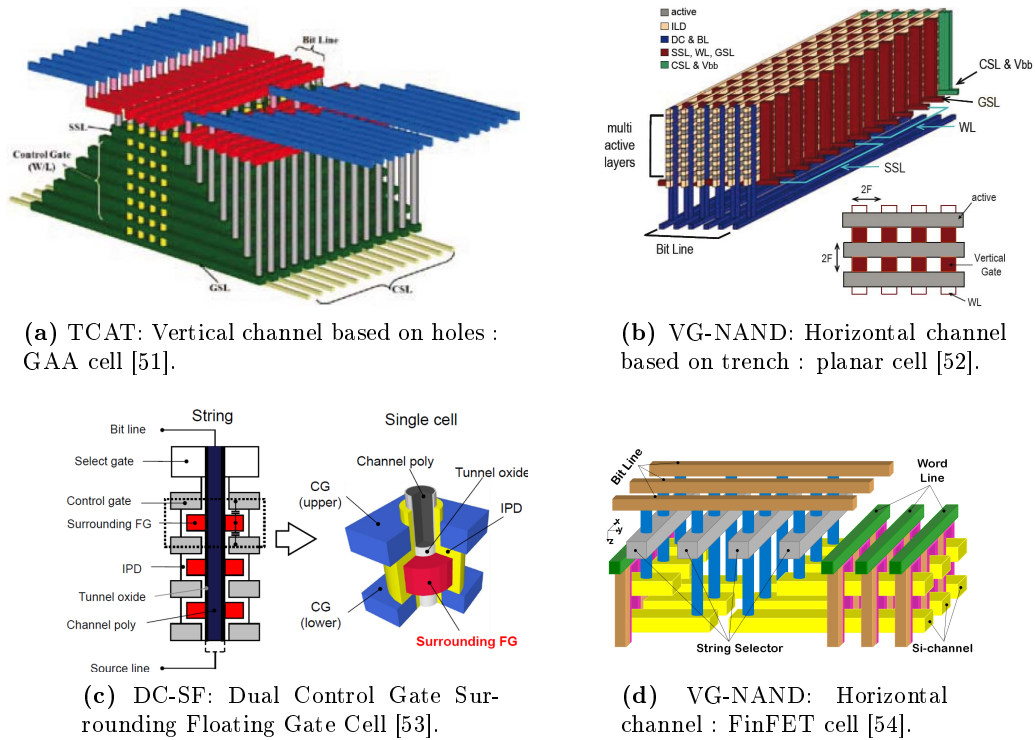 Bit Line
SSL
Control Gate
(W/L)
GSL
CSL
(a) TCAT: Vertical channel based on holes :
GAA cell [51].
active
ILD
DC & BL
SSL, WL, GSL
CSL & Vbb
CSL & Vbb
GSL
WL
SSL
multi
active
layers
Bit Line
2F
active
2F
Vertical
Gate
WL
(b) VG-NAND: Horizontal channel
based on trench : planar cell [52].
String
Bit line
Select gate
Control gate
Surrounding FG
IPD
Tunnel oxide
Channel poly
Source line
Single cell
Channel poly
Tunnel oxide
CG
(upper)
IPD
CG
(lower)
Surrounding FG
(c) DC-SF: Dual Control Gate Sur-
rounding Floating Gate Cell [53].
Bit Line
Word
Line
x
y
z
String Selector
Si-channel
(d) VG-NAND: Horizontal
channel : FinFET cell [54].